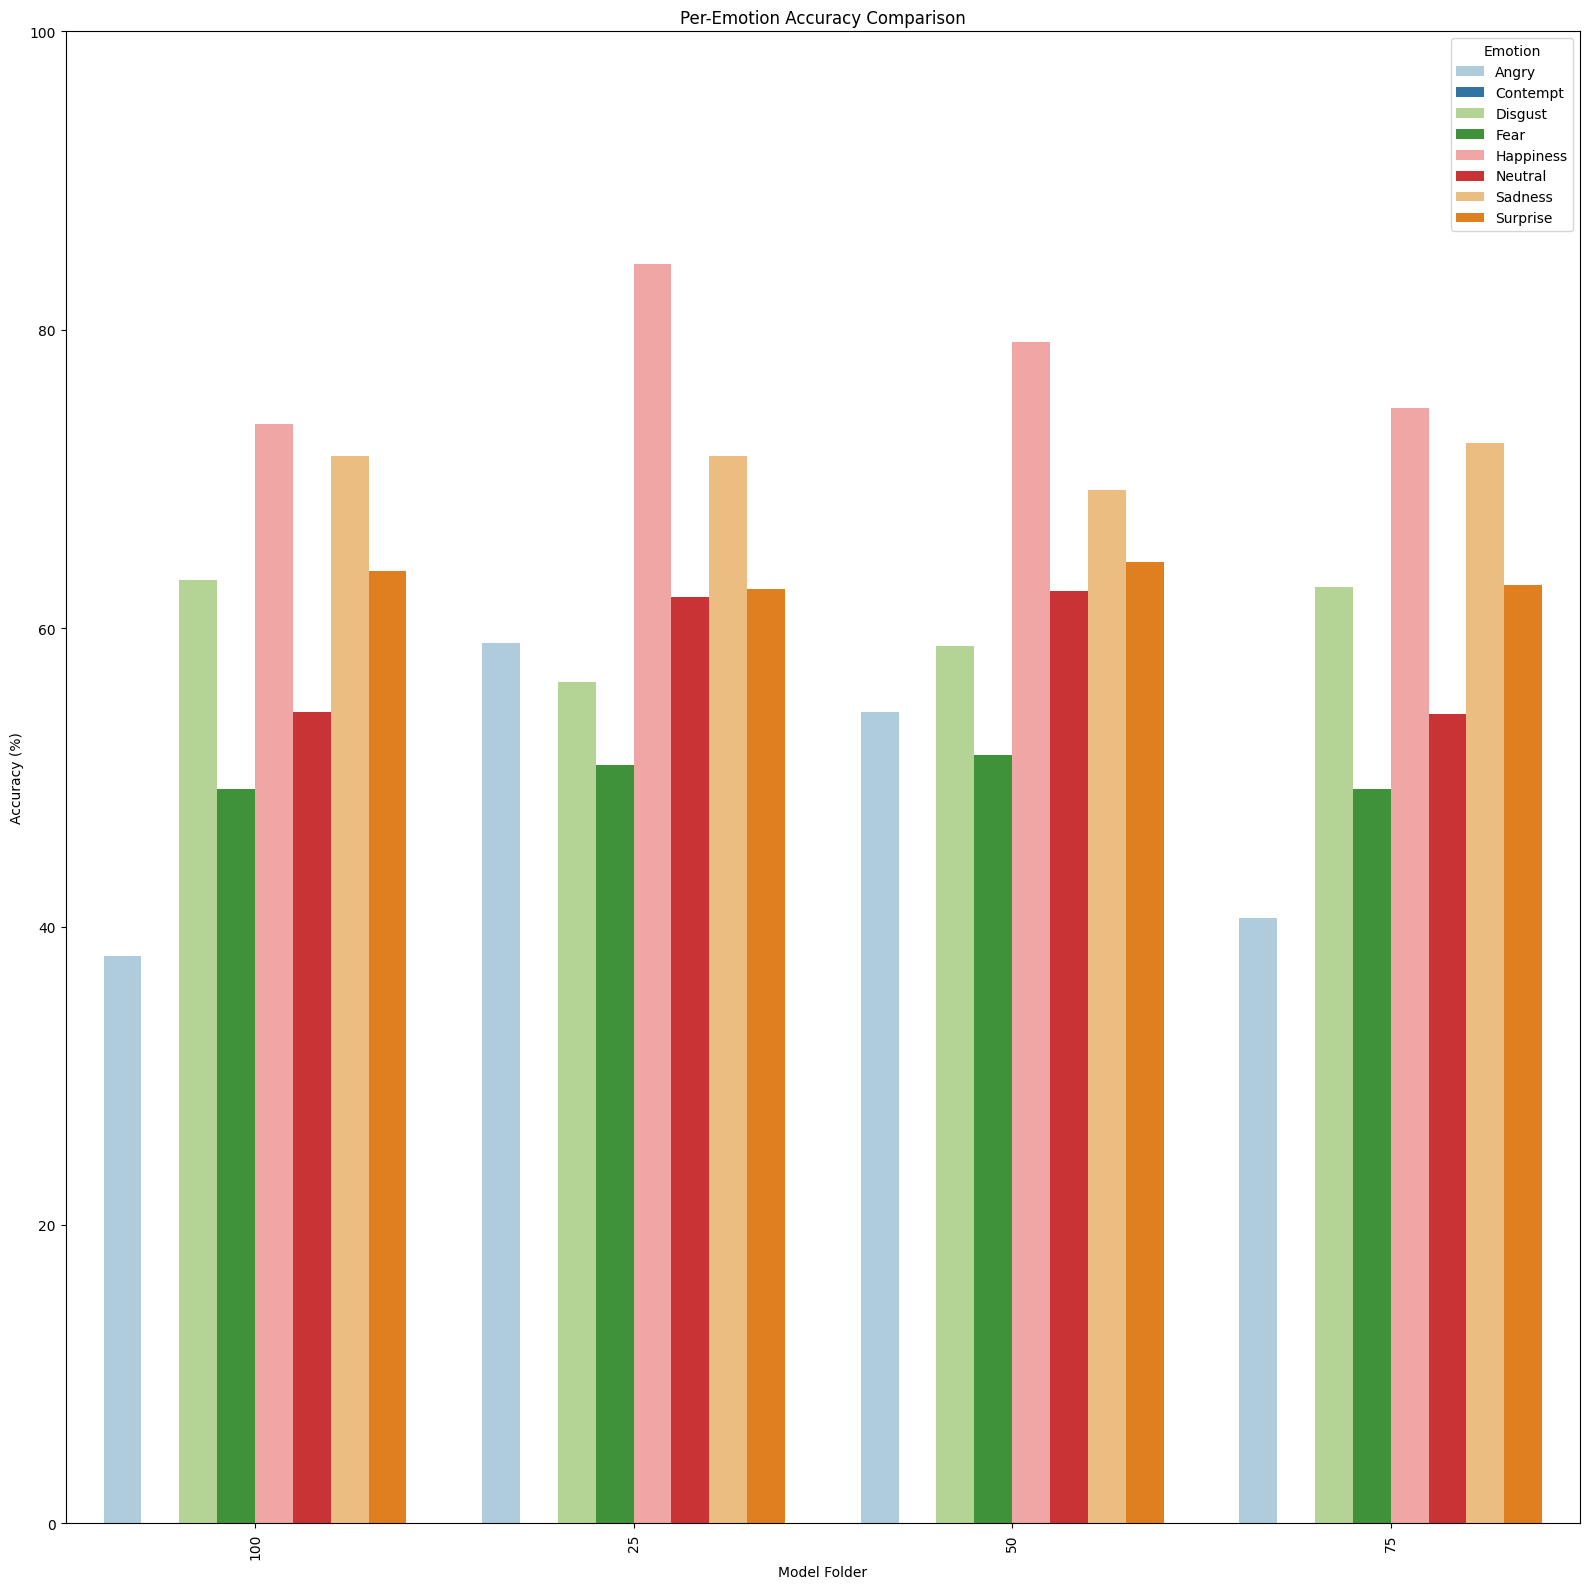 Per-Emotion Accuracy Comparison
100
80
60
40
20
0
Accuracy (%)
Emotion
Angry
Contempt
Disgust
Fear
Happiness
Neutral
Sadness
Surprise
100
25
50
75
Model Folder